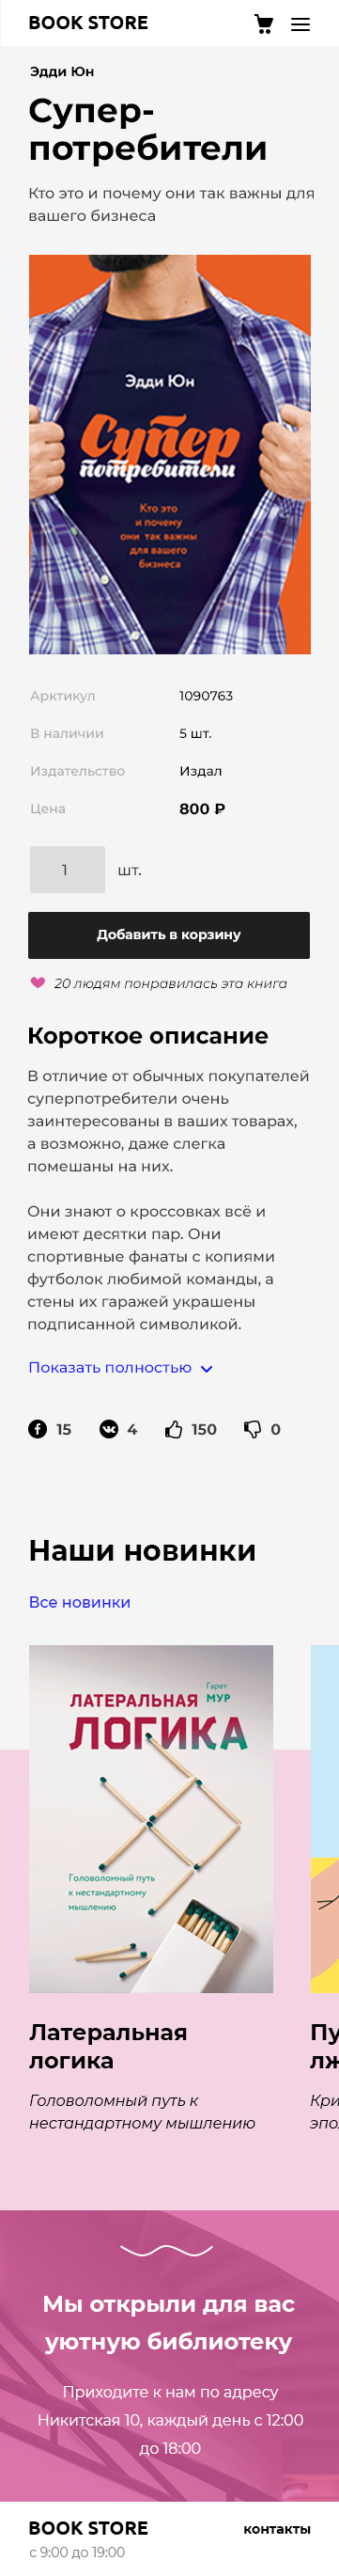 BOOK STORE
Эдди Юн
Супер-
потребители
Кто это и почему они так важны для
вашего бизнеса
Эдди Юн
Супер
потребители
Кто это
и почему
они так важны
для вашего
бизнеса
Арктикул 1090763
В наличии 5 шт.
Издательство Издал
Цена 800 ₽
1 шт.
Добавить в корзину
20 людям понравилась эта книга
Короткое описание
В отличие от обычных покупателей
суперпотребители очень
заинтересованы в ваших товарах,
а возможно, даже слегка
помешаны на них.
Они знают о кроссовках всё и
имеют десятки пар. Они
спортивные фанаты с копиями
футболок любимой команды, а
стены их гаражей украшены
подписанной символикой.
Показать полностью
15 4 150 0
Наши новинки
Все новинки
Гарет
МУР
ЛАТЕРАЛЬНАЯ
ЛОГИКА
Головоломный путь
к нестандартному
мышлению
Латеральная
логика
Головоломный путь к
нестандартному мышлению
Пу
лж
Кри
эпо
Мы открыли для вас
уютную библиотеку
Приходите к нам по адресу
Никитская 10, каждый день с 12:00
до 18:00
BOOK STORE
контакты
с 9:00 до 19:00